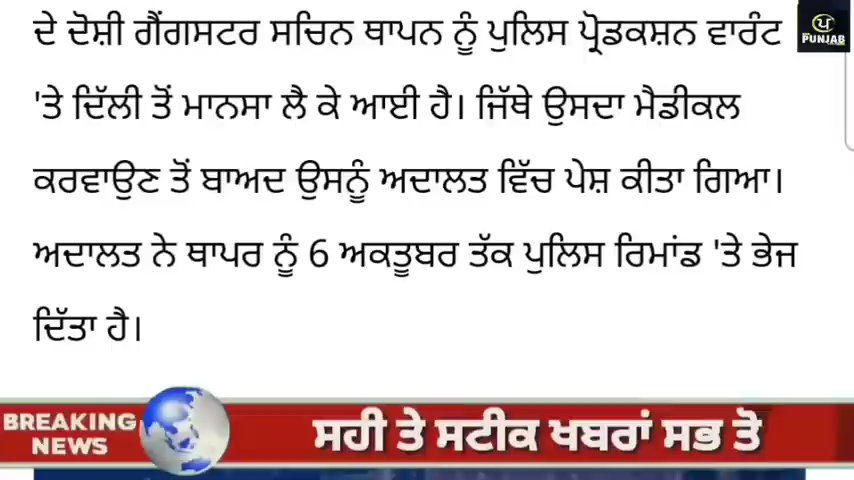 ਦੇ ਦੋਸ਼ੀ ਗੈਂਗਸਟਰ ਸਚਿਨ ਥਾਪਨ ਨੂੰ ਪੁਲਿਸ ਪ੍ਰੋਡਕਸ਼ਨ ਵਾਰੰਟ
'ਤੇ ਦਿੱਲੀ ਤੋਂ ਮਾਨਸਾ ਲੈ ਕੇ ਆਈ ਹੈ। ਜਿੱਥੇ ਉਸਦਾ ਮੈਡੀਕਲ
ਕਰਵਾਉਣ ਤੋਂ ਬਾਅਦ ਉਸਨੂੰ ਅਦਾਲਤ ਵਿੱਚ ਪੇਸ਼ ਕੀਤਾ ਗਿਆ।
ਅਦਾਲਤ ਨੇ ਥਾਪਰ ਨੂੰ 6 ਅਕਤੂਬਰ ਤੱਕ ਪੁਲਿਸ ਰਿਮਾਂਡ 'ਤੇ ਭੇਜ
ਦਿੱਤਾ ਹੈ।
PUNJAB
BREAKING
NEWS
ਸਹੀ ਤੇ ਸਟੀਕ ਖਬਰਾਂ ਸਭ ਤੋ